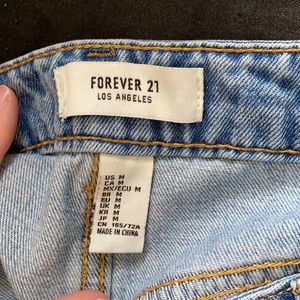 FOREVER 21
LOS ANGELES
US M
CA M
MX/ECU M
BR M
EU M
UK M
KR M
JP M
CN 165/72A
MADE IN CHINA